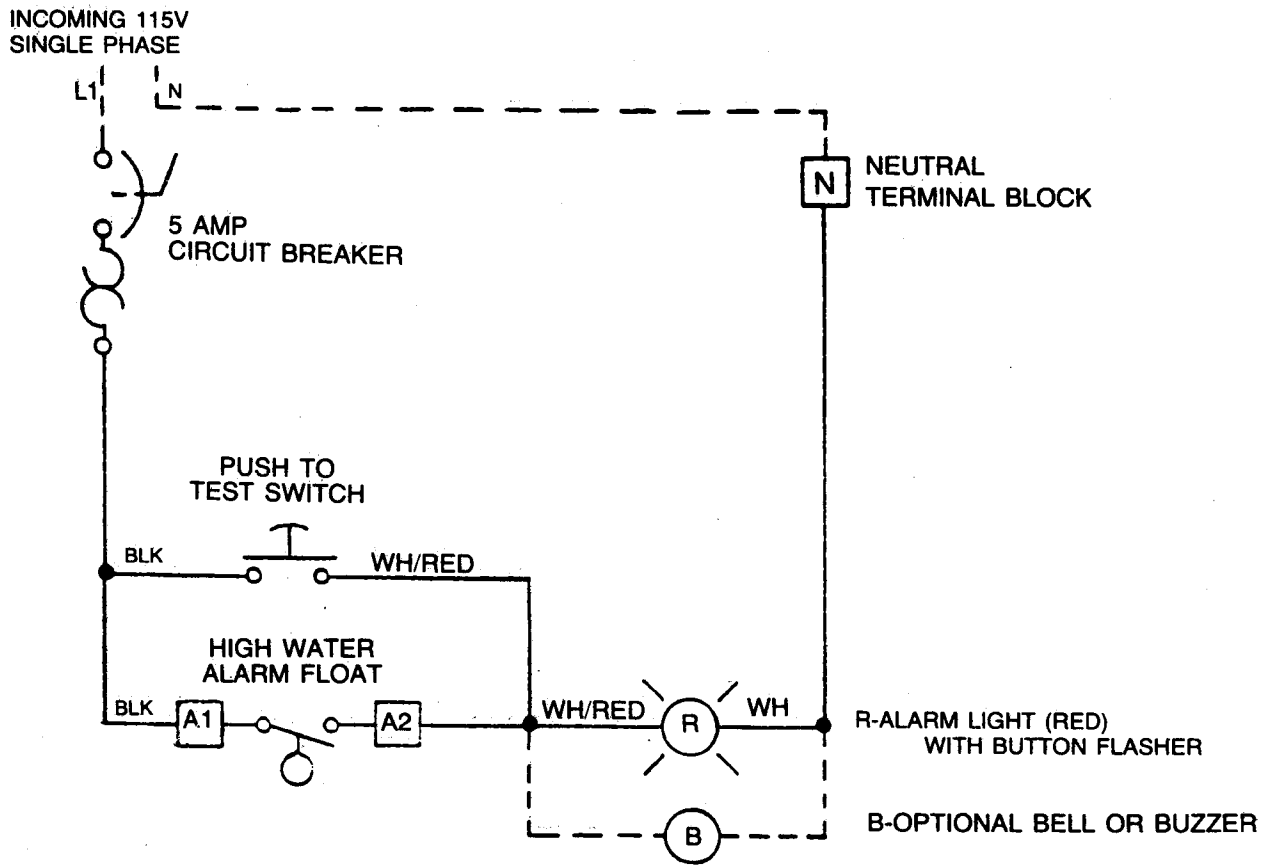 INCOMING 115V
SINGLE PHASE
L1
N
N
NEUTRAL
TERMINAL BLOCK
5 AMP
CIRCUIT BREAKER
PUSH TO
TEST SWITCH
BLK
WH/RED
HIGH WATER
ALARM FLOAT
BLK
A1
A2
WH/RED
R
WH
R-ALARM LIGHT (RED)
WITH BUTTON FLASHER
B
B-OPTIONAL BELL OR BUZZER